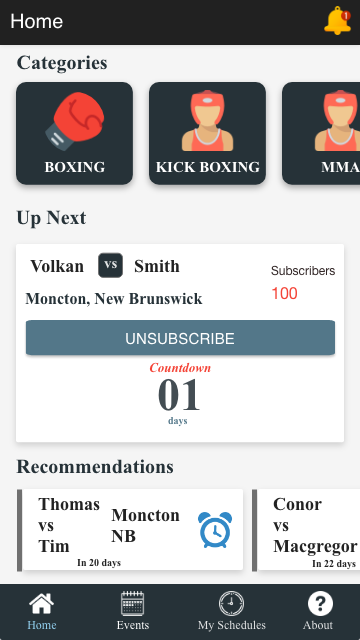 Home
1
Categories
BOXING
KICK BOXING
MMA
Up Next
Volkan vs Smith
Subscribers
100
Moncton, New Brunswick
UNSUBSCRIBE
Countdown
01
days
Recommendations
Thomas
vs
Tim
Moncton
NB
In 20 days
Conor
vs
Macgregor
In 22 days
Home
Events
My Schedules
About